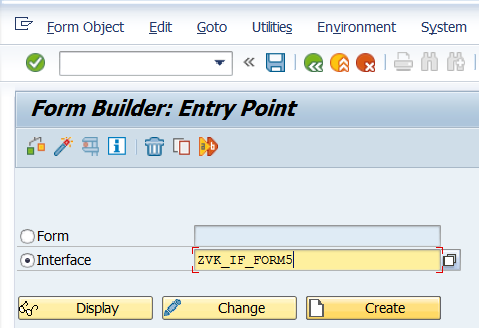 Form Object Edit Goto Utilities Environment System
Form Builder: Entry Point
Form
Interface ZVK_IF_FORM5
Display Change Create